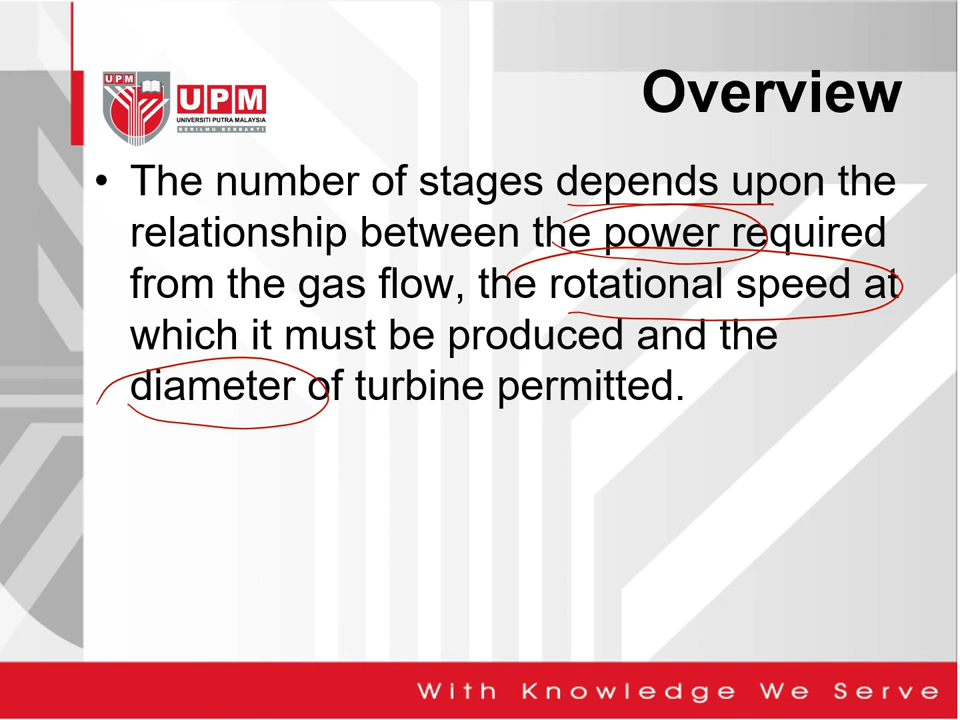 Overview
UPM
UPM
UNIVERSITI PUTRA MALAYSIA
BERILMU BERBAKTI
• The number of stages depends upon the
relationship between the power required
from the gas flow, the rotational speed at
which it must be produced and the
diameter of turbine permitted.
With Knowledge We Serve